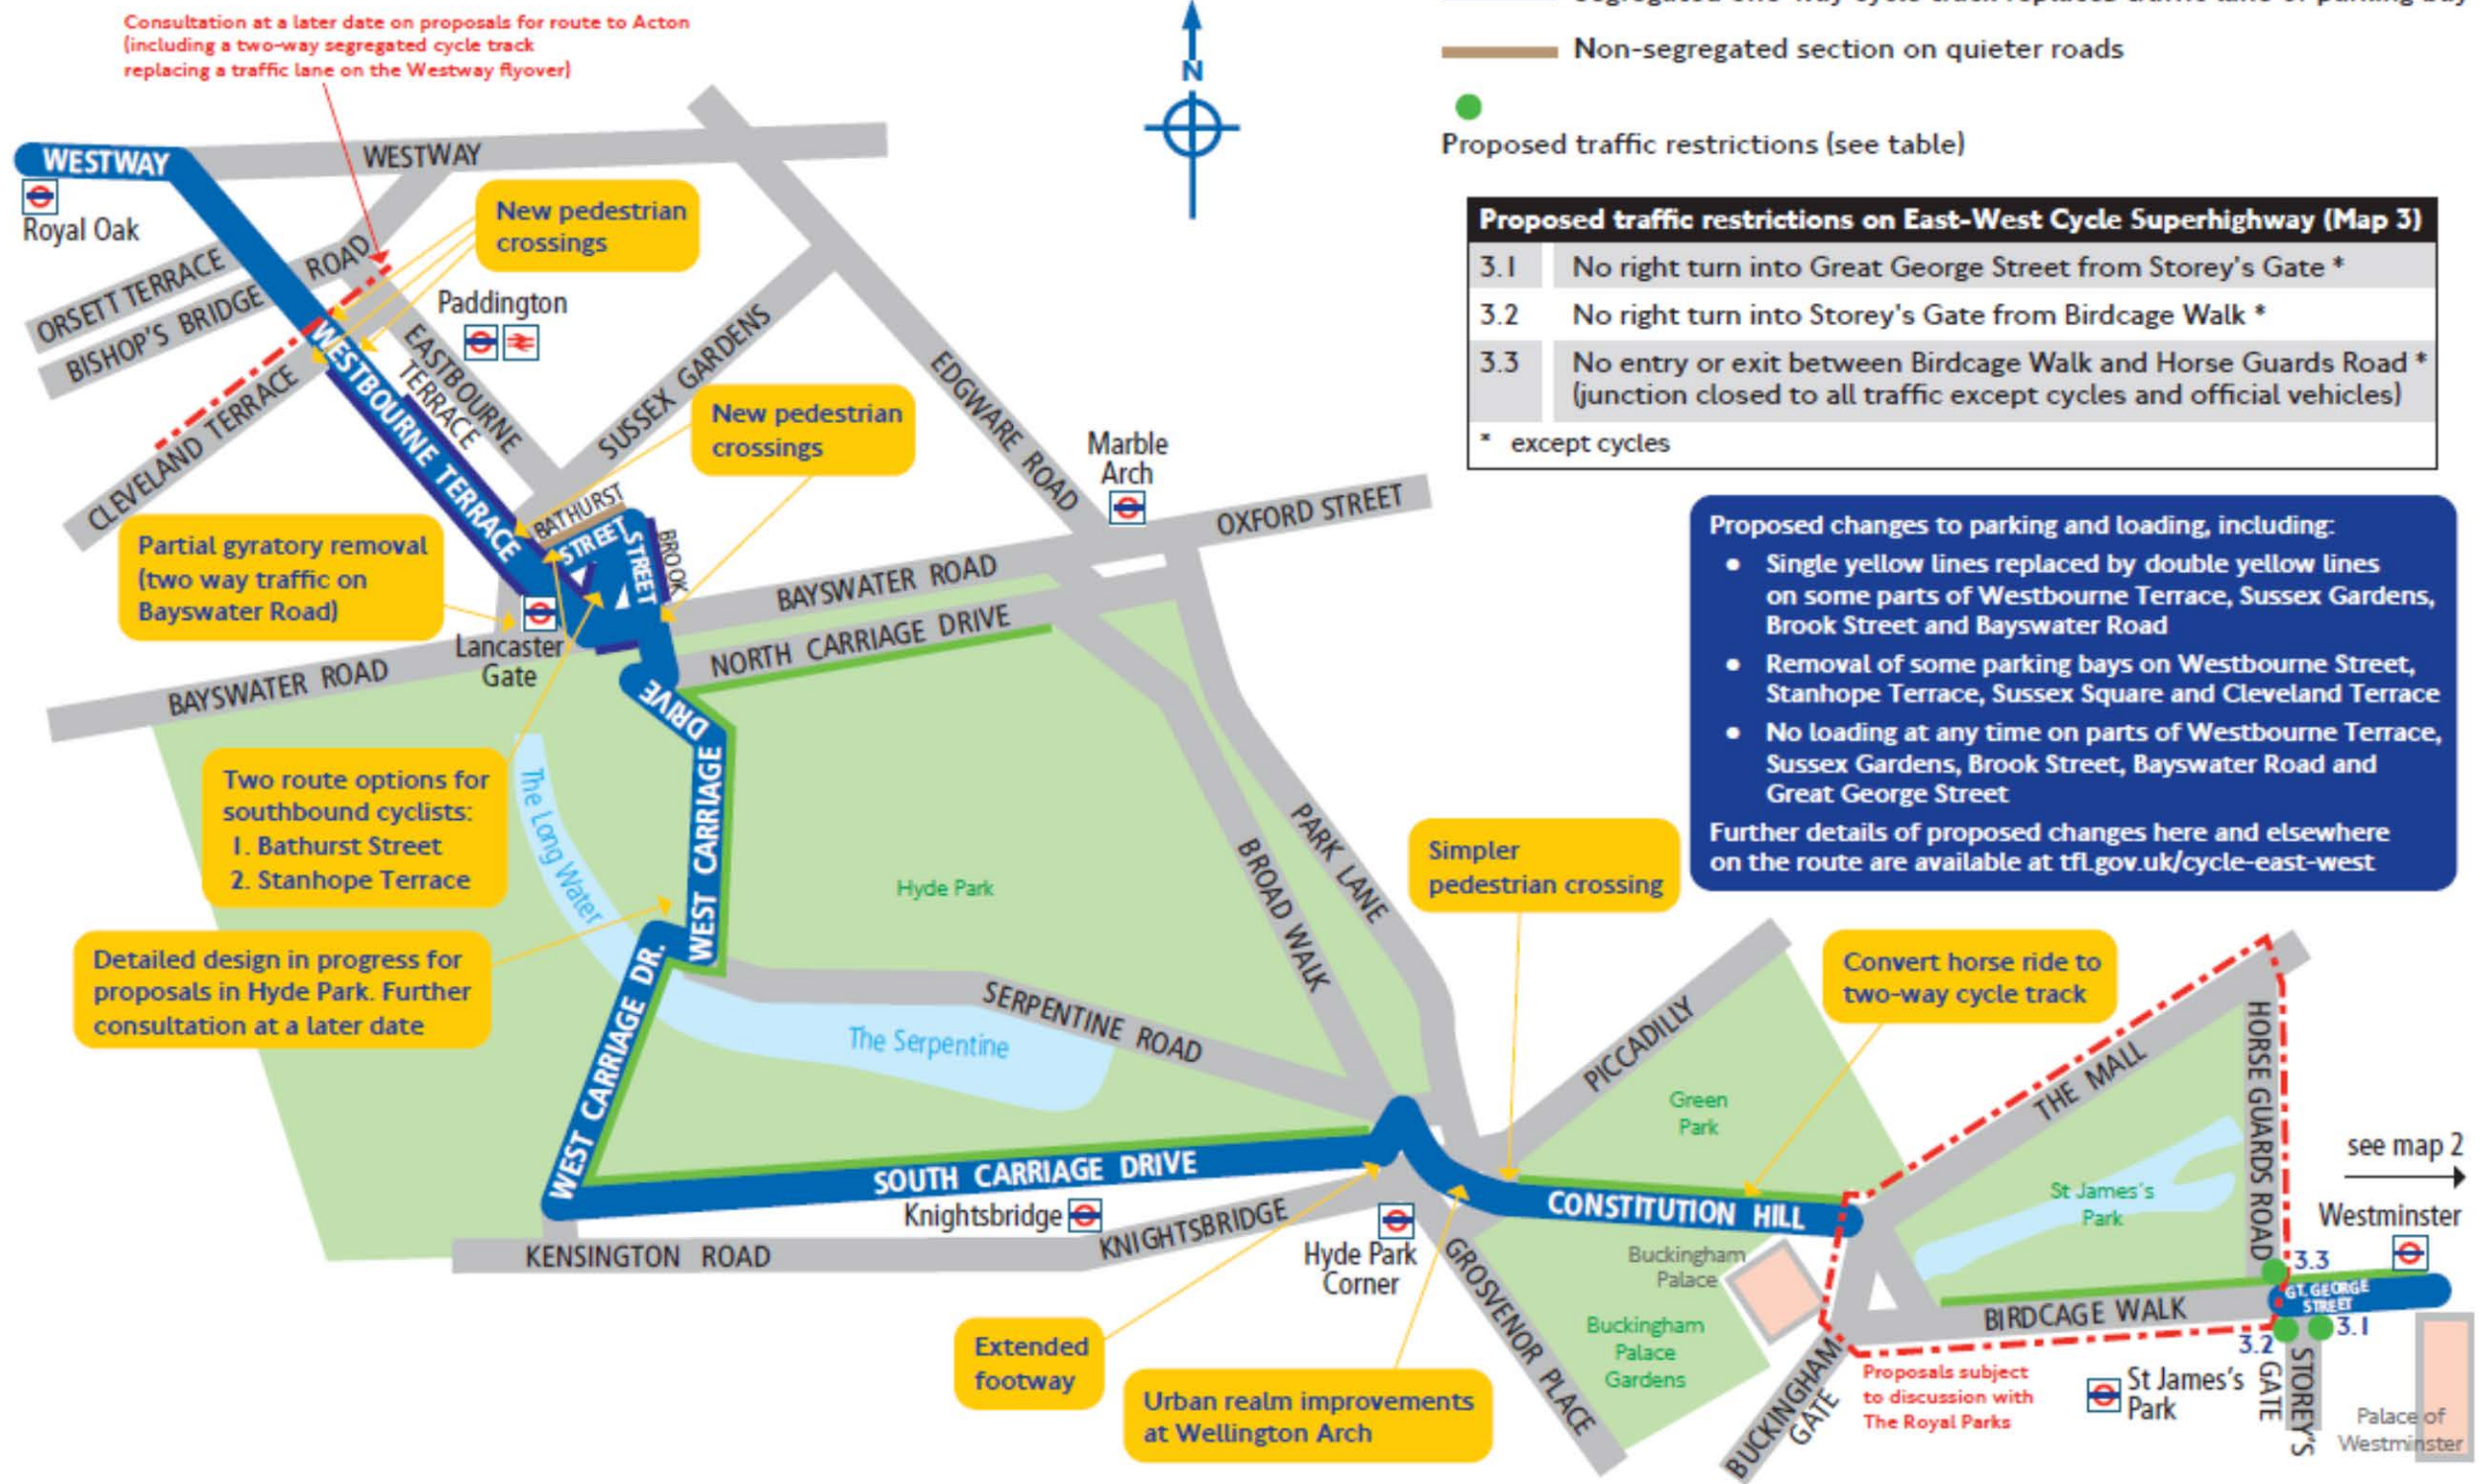 Consultation at a later date on proposals for route to Acton
(including a two-way segregated cycle track
replacing a traffic lane on the Westway flyover)
N
Non-segregated section on quieter roads
Proposed traffic restrictions (see table)
Proposed traffic restrictions on East-West Cycle Superhighway (Map 3)
3.1 No right turn into Great George Street from Storey's Gate *
3.2 No right turn into Storey's Gate from Birdcage Walk *
3.3 No entry or exit between Birdcage Walk and Horse Guards Road *
(junction closed to all traffic except cycles and official vehicles)
* except cycles
Proposed changes to parking and loading, including:
• Single yellow lines replaced by double yellow lines
on some parts of Westbourne Terrace, Sussex Gardens,
Brook Street and Bayswater Road
• Removal of some parking bays on Westbourne Street,
Stanhope Terrace, Sussex Square and Cleveland Terrace
• No loading at any time on parts of Westbourne Terrace,
Sussex Gardens, Brook Street, Bayswater Road and
Great George Street
Further details of proposed changes here and elsewhere
on the route are available at tfl.gov.uk/cycle-east-west
WESTWAY
WESTWAY
Royal Oak
New pedestrian
crossings
ORSETT TERRACE
BISHOP'S BRIDGE ROAD
Paddington
CLEVELAND TERRACE
WESTBOURNE TERRACE
EASTBOURNE
TERRACE
SUSSEX GARDENS
EDGWARE ROAD
New pedestrian
crossings
Marble
Arch
OXFORD STREET
BATHURST
STREET
STREET
BROOK
Partial gyratory removal
(two way traffic on
Bayswater Road)
Lancaster
Gate
BAYSWATER ROAD
BAYSWATER ROAD
NORTH CARRIAGE DRIVE
DRIVE
WEST CARRIAGE
Two route options for
southbound cyclists:
1. Bathurst Street
2. Stanhope Terrace
The Long Water
Hyde Park
BROAD WALK
PARK LANE
Detailed design in progress for
proposals in Hyde Park. Further
consultation at a later date
WEST CARRIAGE DR.
SERPENTINE ROAD
The Serpentine
Simpler
pedestrian crossing
Convert horse ride to
two-way cycle track
PICCADILLY
Green
Park
THE MALL
HORSE GUARDS ROAD
see map 2
Westminster
St James's
Park
SOUTH CARRIAGE DRIVE
Knightsbridge
KNIGHTSBRIDGE
KENSINGTON ROAD
Hyde Park
Corner
CONSTITUTION HILL
Buckingham
Palace
GROSVENOR PLACE
Buckingham
Palace
Gardens
BIRDCAGE WALK
3.3
GT. GEORGE
STREET
3.1
3.2
Extended
footway
Urban realm improvements
at Wellington Arch
BUCKINGHAM
GATE
Proposals subject
to discussion with
The Royal Parks
St James's
Park
STOREY'S
GATE
Palace of
Westminster